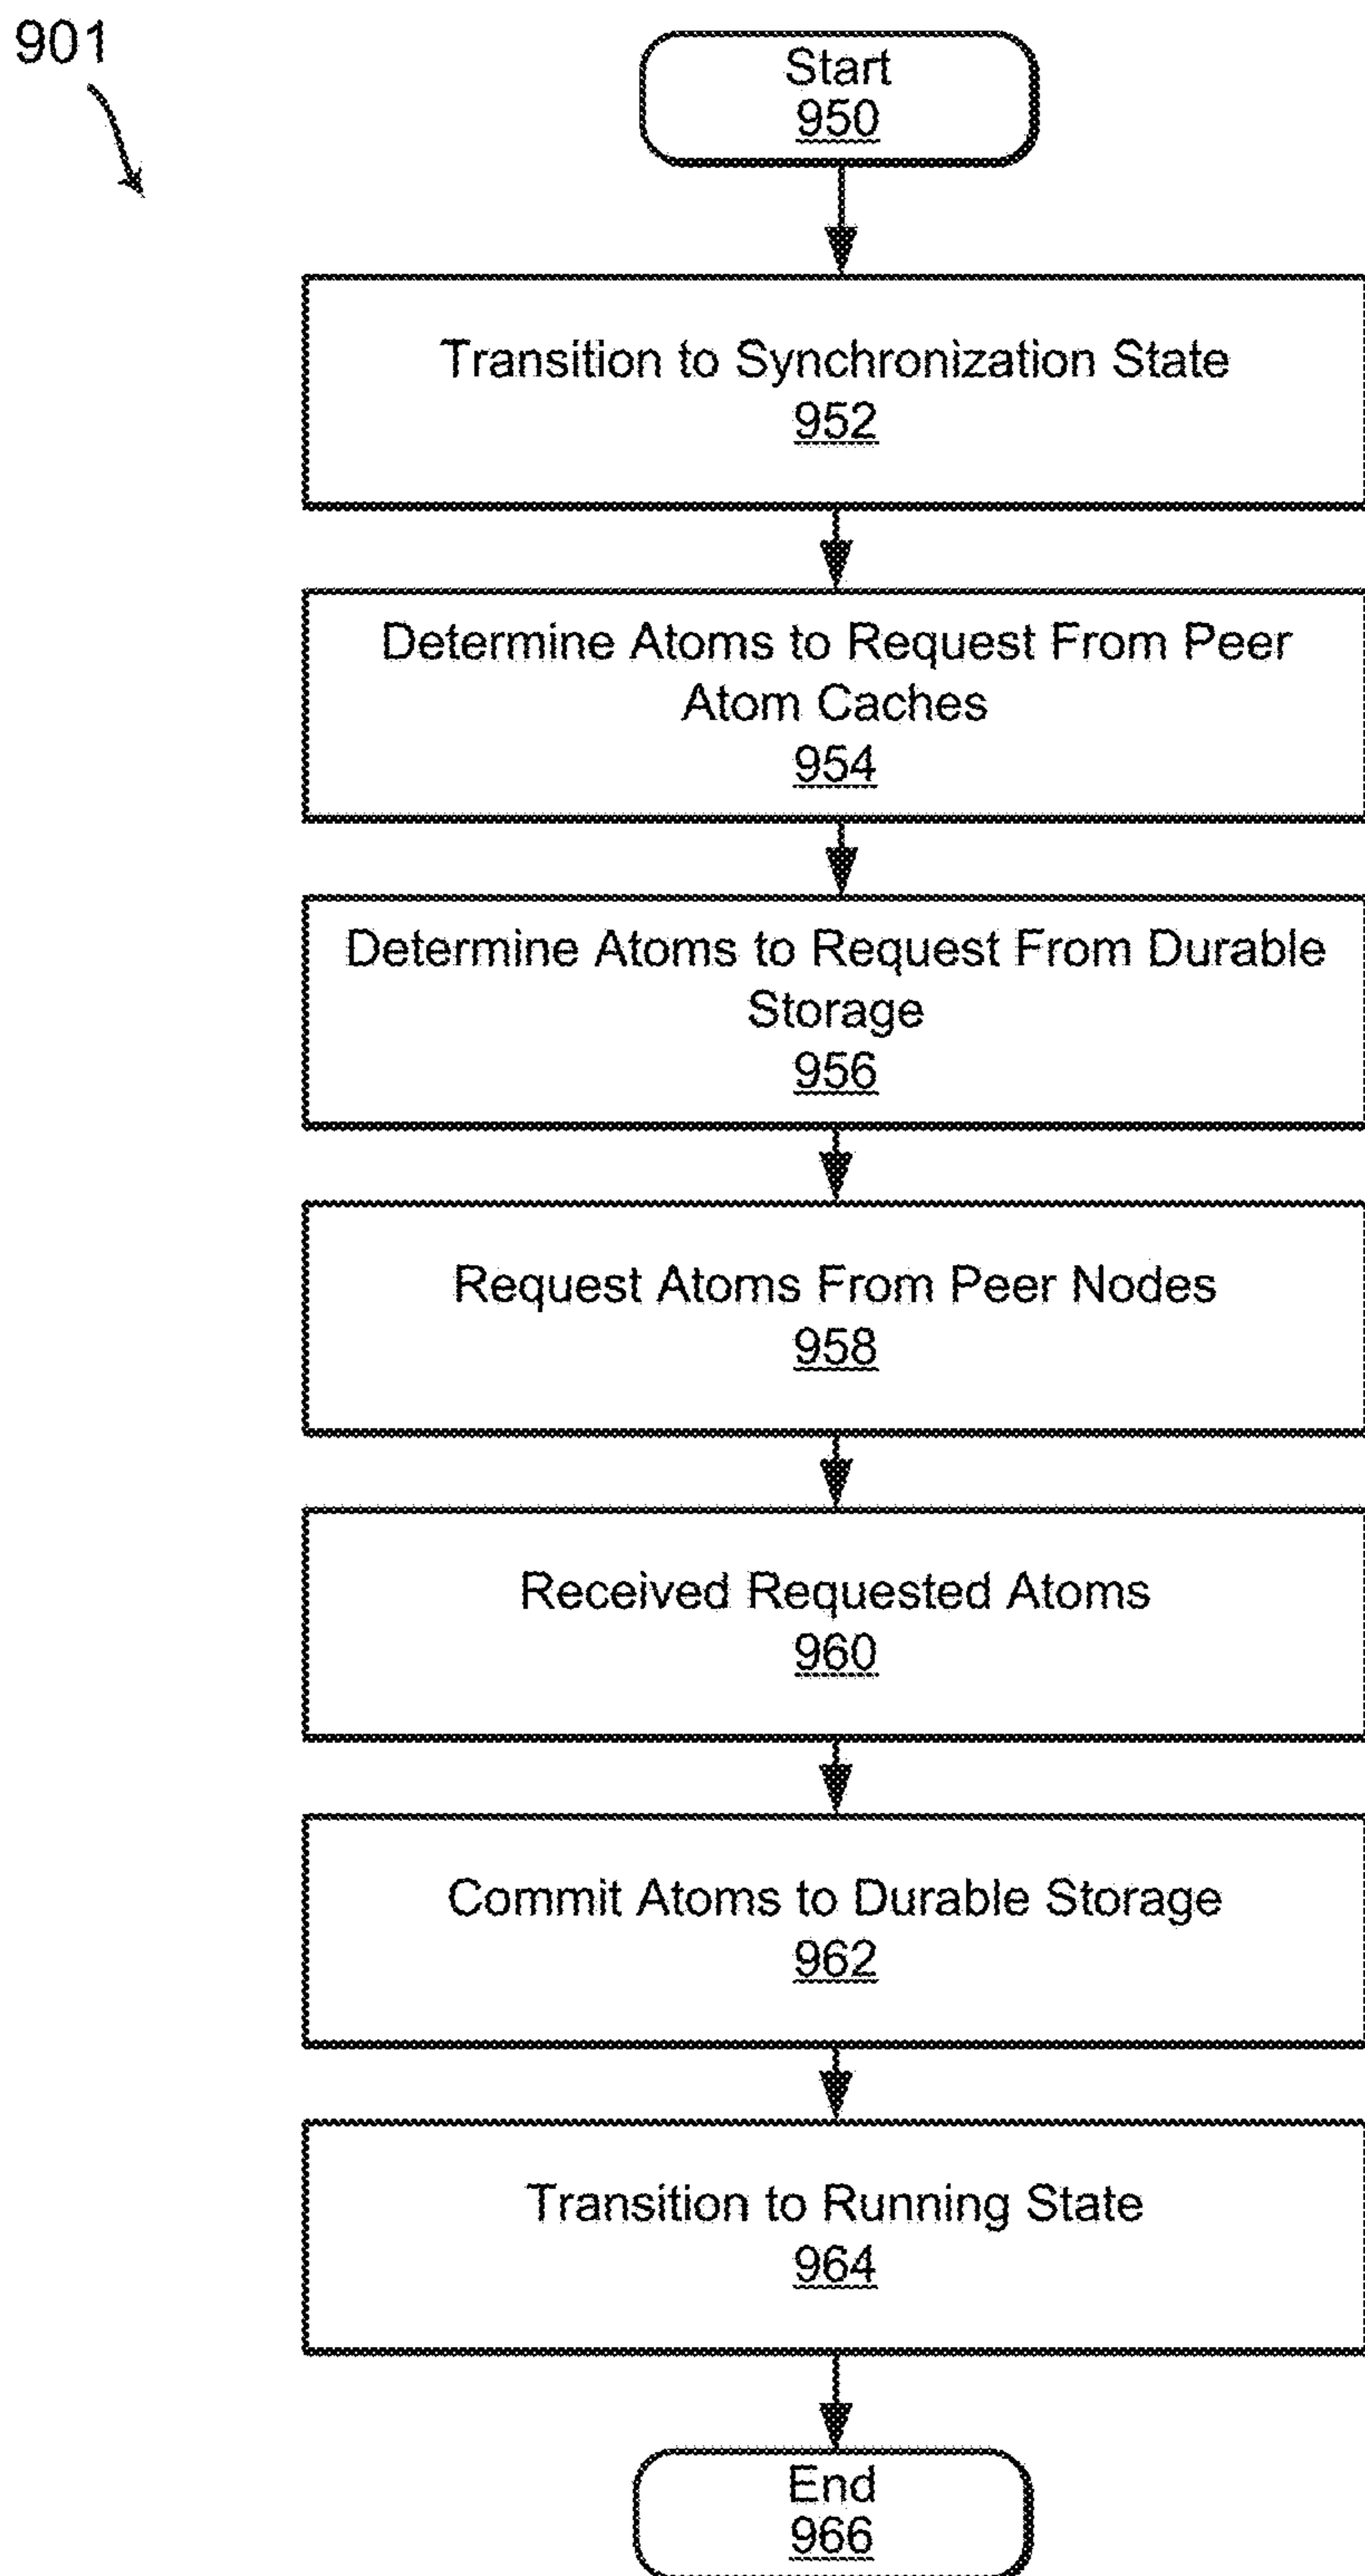 901
Start
950
Transition to Synchronization State
952
Determine Atoms to Request From Peer
Atom Caches
954
Determine Atoms to Request From Durable
Storage
956
Request Atoms From Peer Nodes
958
Received Requested Atoms
960
Commit Atoms to Durable Storage
962
Transition to Running State
964
End
966